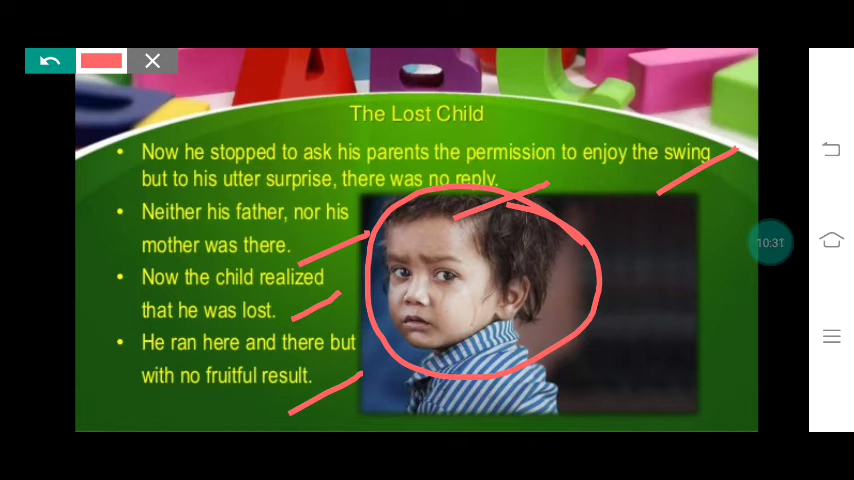 The Lost Child
• Now he stopped to ask his parents the permission to enjoy the swing
but to his utter surprise, there was no reply.
• Neither his father, nor his
mother was there.
• Now the child realized
that he was lost.
• He ran here and there but
with no fruitful result.
10:31